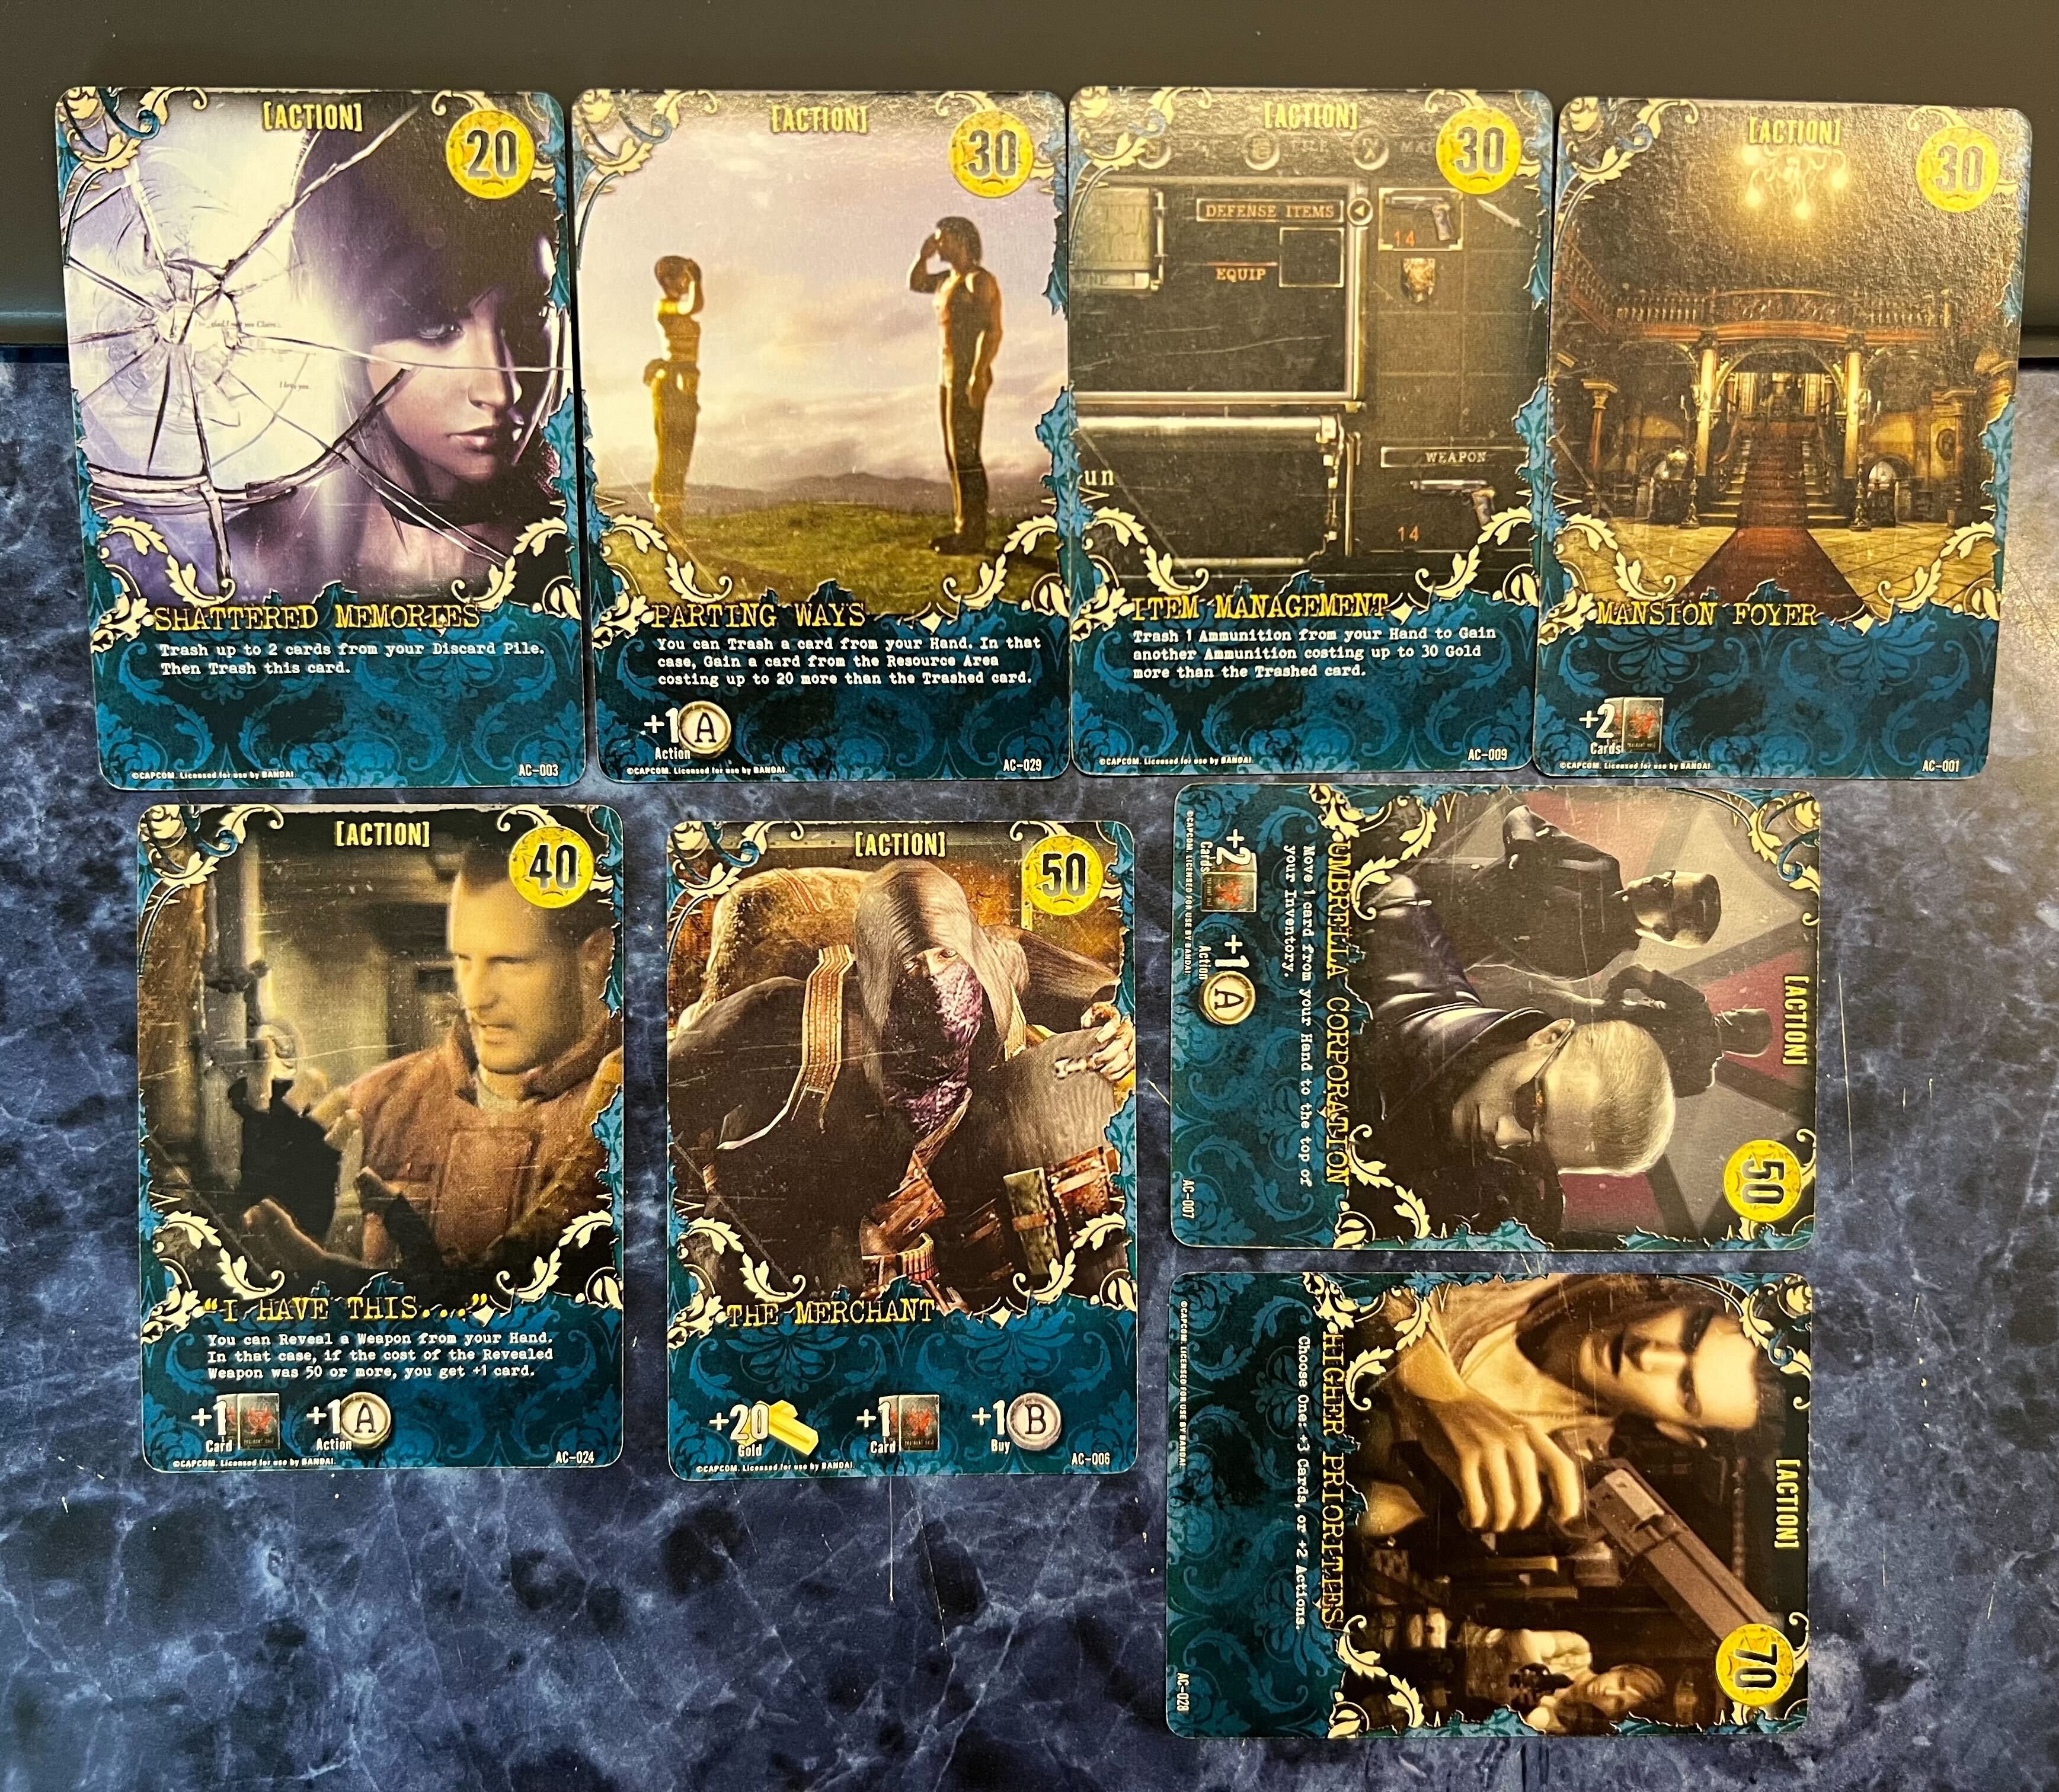 [ACTION]
20
SHATTERED MEMORIES
Trash up to 2 cards from your Discard Pile.
Then Trash this card.
©CAPCOM. Licensed for use by BANDAI.
AC-003
[ACTION]
30
PARTING WAYS
You can Trash a card from your Hand. In that
case, Gain a card from the Resource Area
costing up to 20 more than the Trashed card.
+1 A
Action
©CAPCOM. Licensed for use by BANDAI.
AC-029
[ACTION]
30
DEFENSE ITEMS
14
EQUIP
WEAPON
un
14
ITEM MANAGEMENT
Trash 1 Ammunition from your Hand to Gain
another Ammunition costing up to 30 Gold
more than the Trashed card.
©CAPCOM. Licensed for use by BANDAI.
AC-009
[ACTION]
30
MANSION FOYER
+2
Cards
©CAPCOM. Licensed for use by BANDAI.
AC-001
[ACTION]
40
"I HAVE THIS..."
You can Reveal a Weapon from your Hand.
In that case, if the cost of the Revealed
Weapon was 50 or more, you get +1 card.
+1 +1 A
Card Action
©CAPCOM. Licensed for use by BANDAI.
AC-024
[ACTION]
50
THE MERCHANT
+20 +1 +1 B
Gold Card Buy
©CAPCOM. Licensed for use by BANDAI.
AC-006
[ACTION]
50
UMBRELLA CORPORATION
Move 1 card from your Hand to the top of
your Inventory.
+2 +1 A
Cards Action
©CAPCOM. LICENSED FOR USE BY BANDAI.
AC-007
[ACTION]
70
HIGHER PRIORITIES
Choose One: +3 Cards, or +2 Actions.
©CAPCOM. LICENSED FOR USE BY BANDAI.
AC-028